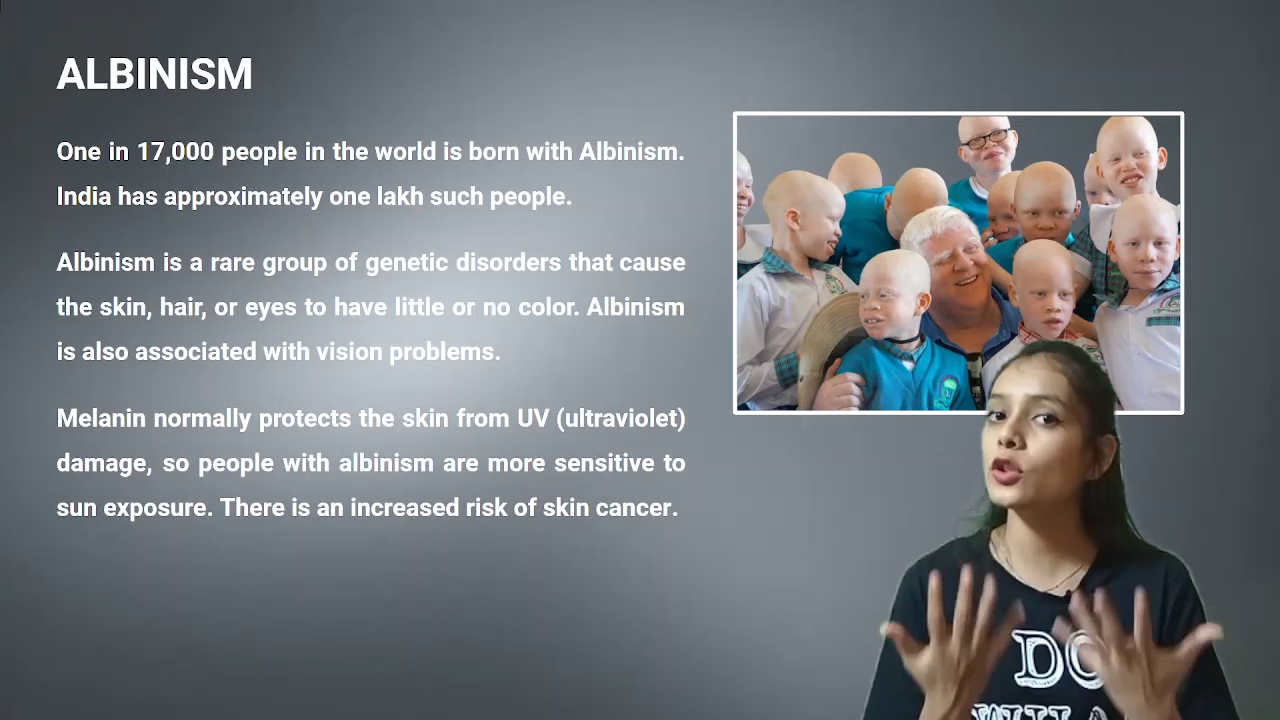 ALBINISM
One in 17,000 people in the world is born with Albinism.
India has approximately one lakh such people.
Albinism is a rare group of genetic disorders that cause
the skin, hair, or eyes to have little or no color. Albinism
is also associated with vision problems.
Melanin normally protects the skin from UV (ultraviolet)
damage, so people with albinism are more sensitive to
sun exposure. There is an increased risk of skin cancer.
DO